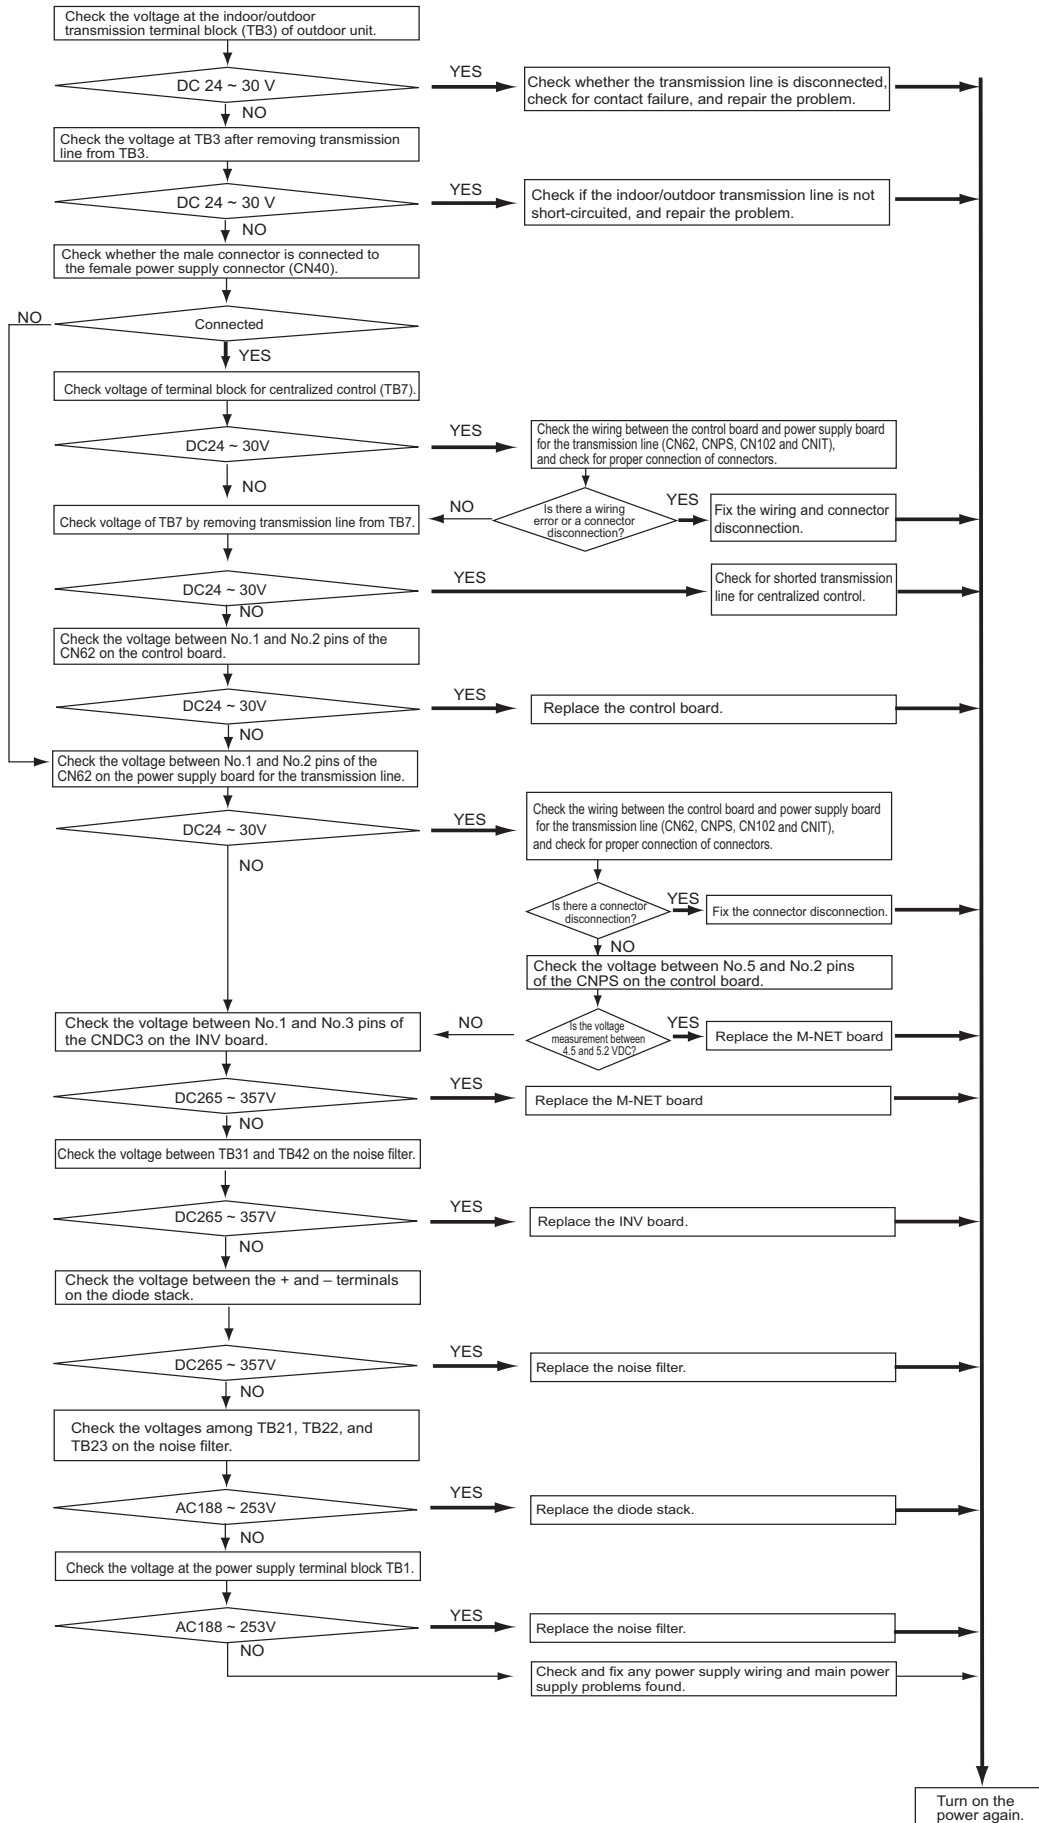 Check the voltage at the indoor/outdoor
transmission terminal block (TB3) of outdoor unit.
DC 24 ~ 30 V
YES
Check whether the transmission line is disconnected,
check for contact failure, and repair the problem.
NO
Check the voltage at TB3 after removing transmission
line from TB3.
DC 24 ~ 30 V
YES
Check if the indoor/outdoor transmission line is not
short-circuited, and repair the problem.
NO
Check whether the male connector is connected to
the female power supply connector (CN40).
NO
Connected
YES
Check voltage of terminal block for centralized control (TB7).
DC24 ~ 30V
YES
Check the wiring between the control board and power supply board
for the transmission line (CN62, CNPS, CN102 and CNIT),
and check for proper connection of connectors.
NO
Check voltage of TB7 by removing transmission line from TB7.
NO
Is there a wiring
error or a connector
disconnection?
YES
Fix the wiring and connector
disconnection.
DC24 ~ 30V
YES
Check for shorted transmission
line for centralized control.
NO
Check the voltage between No.1 and No.2 pins of the
CN62 on the control board.
DC24 ~ 30V
YES
Replace the control board.
NO
Check the voltage between No.1 and No.2 pins of the
CN62 on the power supply board for the transmission line.
DC24 ~ 30V
YES
Check the wiring between the control board and power supply board
for the transmission line (CN62, CNPS, CN102 and CNIT),
and check for proper connection of connectors.
NO
Is there a connector
disconnection?
YES
Fix the connector disconnection.
NO
Check the voltage between No.5 and No.2 pins
of the CNPS on the control board.
Check the voltage between No.1 and No.3 pins of
the CNDC3 on the INV board.
NO
Is the voltage
measurement between
4.5 and 5.2 VDC?
YES
Replace the M-NET board
DC265 ~ 357V
YES
Replace the M-NET board
NO
Check the voltage between TB31 and TB42 on the noise filter.
DC265 ~ 357V
YES
Replace the INV board.
NO
Check the voltage between the + and – terminals
on the diode stack.
DC265 ~ 357V
YES
Replace the noise filter.
NO
Check the voltages among TB21, TB22, and
TB23 on the noise filter.
AC188 ~ 253V
YES
Replace the diode stack.
NO
Check the voltage at the power supply terminal block TB1.
AC188 ~ 253V
YES
Replace the noise filter.
NO
Check and fix any power supply wiring and main power
supply problems found.
Turn on the
power again.